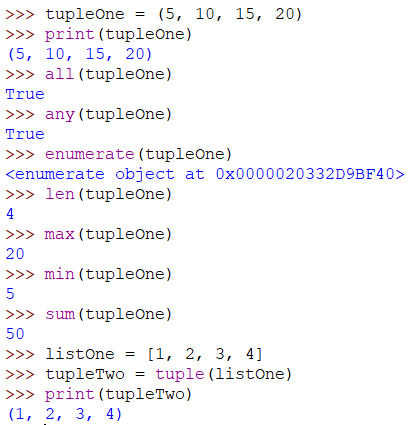 >>> tupleOne = (5, 10, 15, 20)
>>> print(tupleOne)
(5, 10, 15, 20)
>>> all(tupleOne)
True
>>> any(tupleOne)
True
>>> enumerate(tupleOne)
<enumerate object at 0x0000020332D9BF40>
>>> len(tupleOne)
4
>>> max(tupleOne)
20
>>> min(tupleOne)
5
>>> sum(tupleOne)
50
>>> listOne = [1, 2, 3, 4]
>>> tupleTwo = tuple(listOne)
>>> print(tupleTwo)
(1, 2, 3, 4)